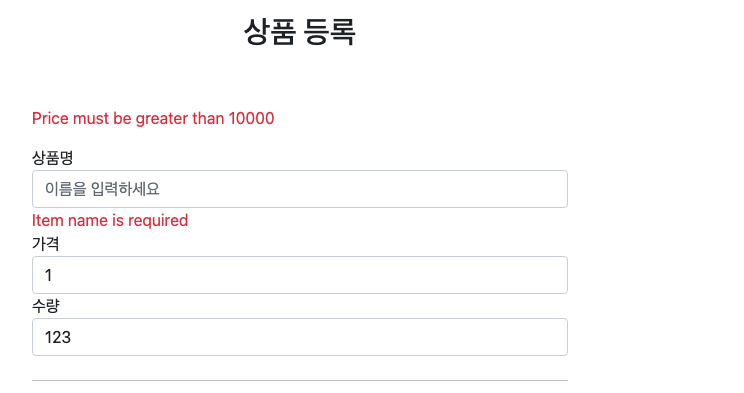 상품 등록
Price must be greater than 10000
상품명
이름을 입력하세요
Item name is required
가격
1
수량
123